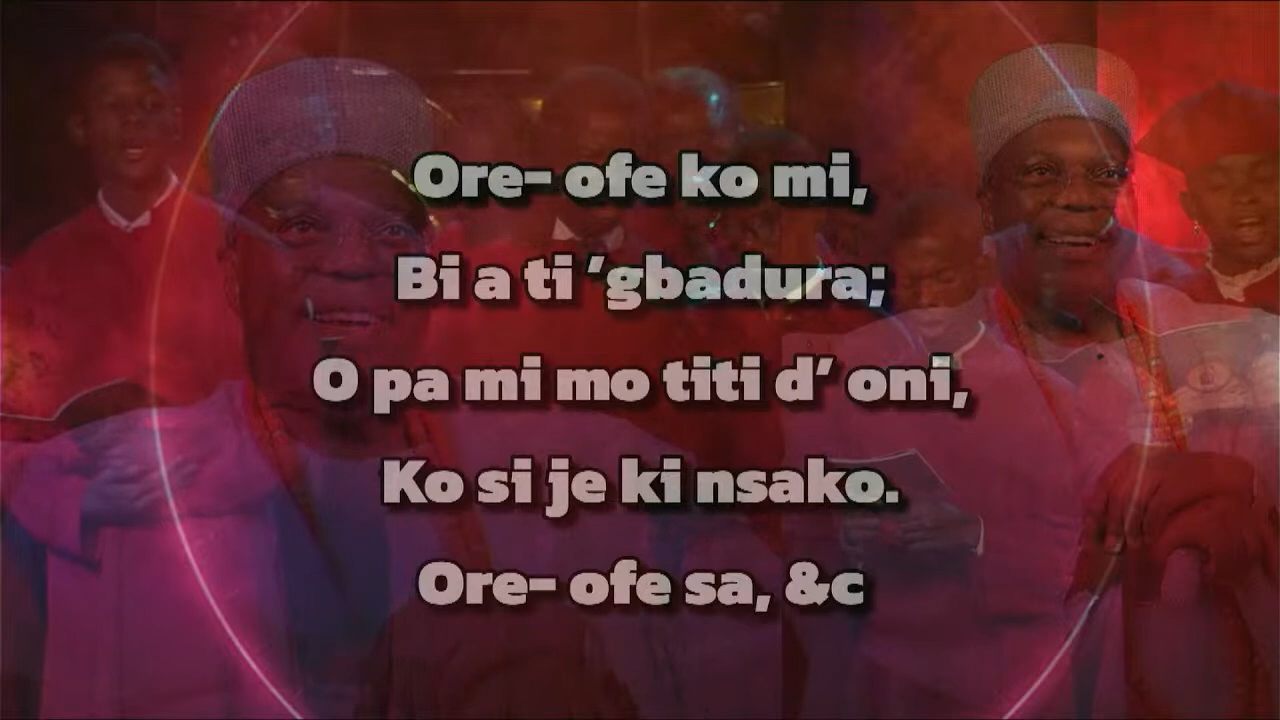 Ore- ofe ko mi,
Bi a ti ’gbadura;
O pa mi mo titi d’ oni,
Ko si je ki nsako.
Ore- ofe sa, &c